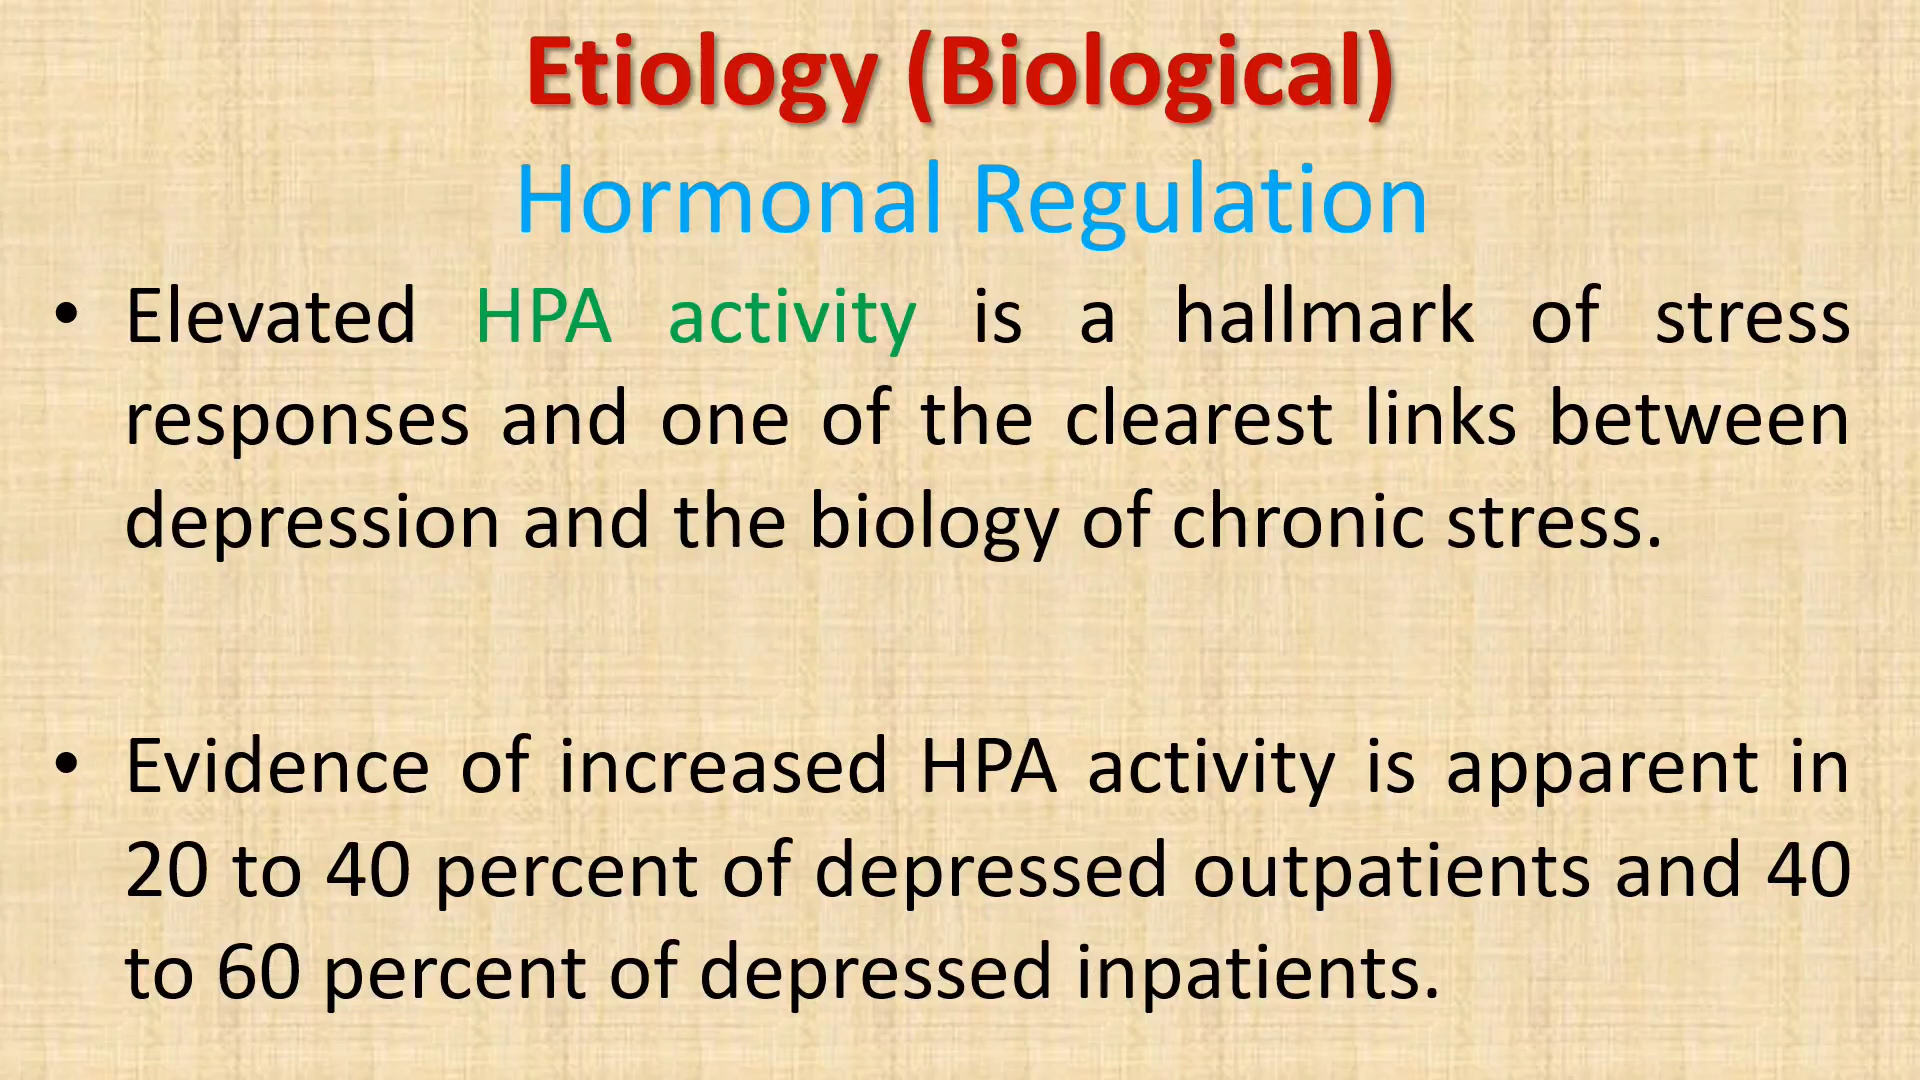 Etiology (Biological)
Hormonal Regulation
• Elevated HPA activity is a hallmark of stress
responses and one of the clearest links between
depression and the biology of chronic stress.
• Evidence of increased HPA activity is apparent in
20 to 40 percent of depressed outpatients and 40
to 60 percent of depressed inpatients.